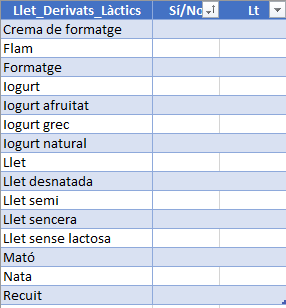 Llet_Derivats_Làctics Sí/No Lt
Crema de formatge
Flam
Formatge
Iogurt
Iogurt afruitat
Iogurt grec
Iogurt natural
Llet
Llet desnatada
Llet semi
Llet sencera
Llet sense lactosa
Mató
Nata
Recuit